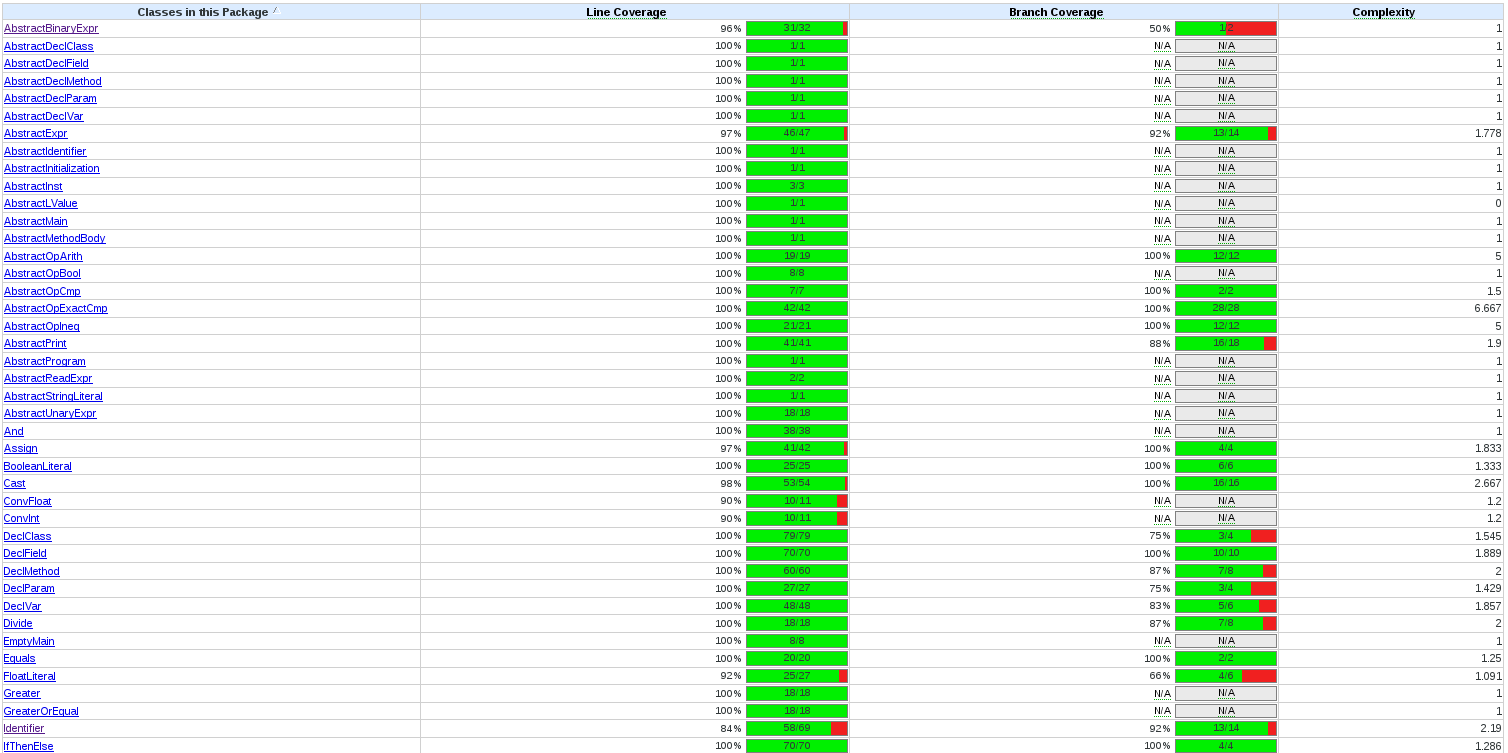 Classes in this Package Line Coverage Branch Coverage Complexity
AbstractBinaryExpr 96% 31/32 50% 1/2 1
AbstractDeclClass 100% 1/1 N/A N/A 1
AbstractDeclField 100% 1/1 N/A N/A 1
AbstractDeclMethod 100% 1/1 N/A N/A 1
AbstractDeclParam 100% 1/1 N/A N/A 1
AbstractDeclVar 100% 1/1 N/A N/A 1
AbstractExpr 97% 46/47 92% 13/14 1.778
AbstractIdentifier 100% 1/1 N/A N/A 1
AbstractInitialization 100% 1/1 N/A N/A 1
AbstractInst 100% 3/3 N/A N/A 1
AbstractLValue 100% 1/1 N/A N/A 0
AbstractMain 100% 1/1 N/A N/A 1
AbstractMethodBody 100% 1/1 N/A N/A 1
AbstractOpArith 100% 19/19 100% 12/12 5
AbstractOpBool 100% 8/8 N/A N/A 1
AbstractOpCmp 100% 7/7 100% 2/2 1.5
AbstractOpExactCmp 100% 42/42 100% 28/28 6.667
AbstractOpIneq 100% 21/21 100% 12/12 5
AbstractPrint 100% 41/41 88% 16/18 1.9
AbstractProgram 100% 1/1 N/A N/A 1
AbstractReadExpr 100% 2/2 N/A N/A 1
AbstractStringLiteral 100% 1/1 N/A N/A 1
AbstractUnaryExpr 100% 18/18 N/A N/A 1
And 100% 38/38 N/A N/A 1
Assign 97% 41/42 100% 4/4 1.833
BooleanLiteral 100% 25/25 100% 6/6 1.333
Cast 98% 53/54 100% 16/16 2.667
ConvFloat 90% 10/11 N/A N/A 1.2
ConvInt 90% 10/11 N/A N/A 1.2
DeclClass 100% 79/79 75% 3/4 1.545
DeclField 100% 70/70 100% 10/10 1.889
DeclMethod 100% 60/60 87% 7/8 2
DeclParam 100% 27/27 75% 3/4 1.429
DeclVar 100% 48/48 83% 5/6 1.857
Divide 100% 18/18 87% 7/8 2
EmptyMain 100% 8/8 N/A N/A 1
Equals 100% 20/20 100% 2/2 1.25
FloatLiteral 92% 25/27 66% 4/6 1.091
Greater 100% 18/18 N/A N/A 1
GreaterOrEqual 100% 18/18 N/A N/A 1
Identifier 84% 58/69 92% 13/14 2.19
IfThenElse 100% 70/70 100% 4/4 1.286